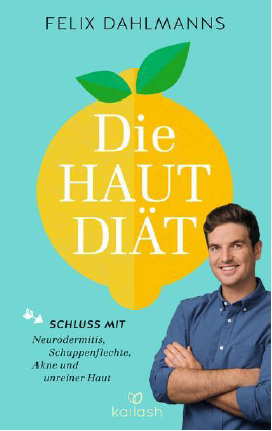 FELIX DAHLMANNS
Die
HAUT
DIÄT
SCHLUSS MIT
Neurodermitis,
Schuppenflechte,
Akne und
unreiner Haut
kailash